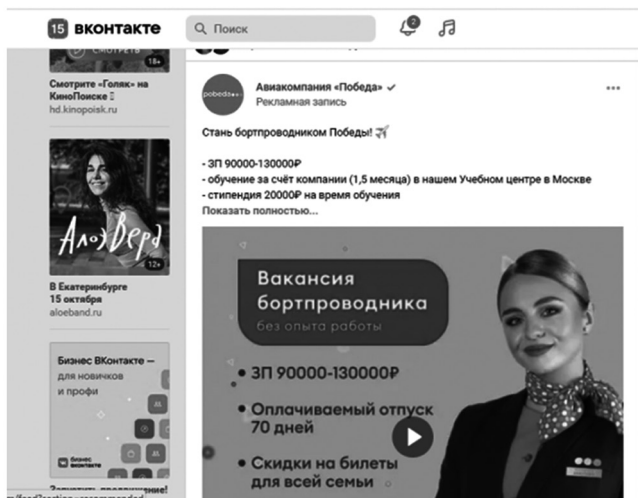 15 вконтакте
Поиск
2
СМОТРЕТЬ
18+
Смотрите «Голяк» на
КиноПоиске
hd.kinopoisk.ru
АлоэВера
12+
В Екатеринбурге
15 октября
aloeband.ru
Бизнес ВКонтакте —
для новичков
и профи
бизнес
вконтакте
pobeda
Авиакомпания «Победа»
Рекламная запись
Стань бортпроводником Победы!
- ЗП 90000-130000₽
- обучение за счёт компании (1,5 месяца) в нашем Учебном центре в Москве
- стипендия 20000₽ на время обучения
Показать полностью...
Вакансия
бортпроводника
без опыта работы
• ЗП 90000-130000₽
• Оплачиваемый отпуск
70 дней
• Скидки на билеты
для всей семьи